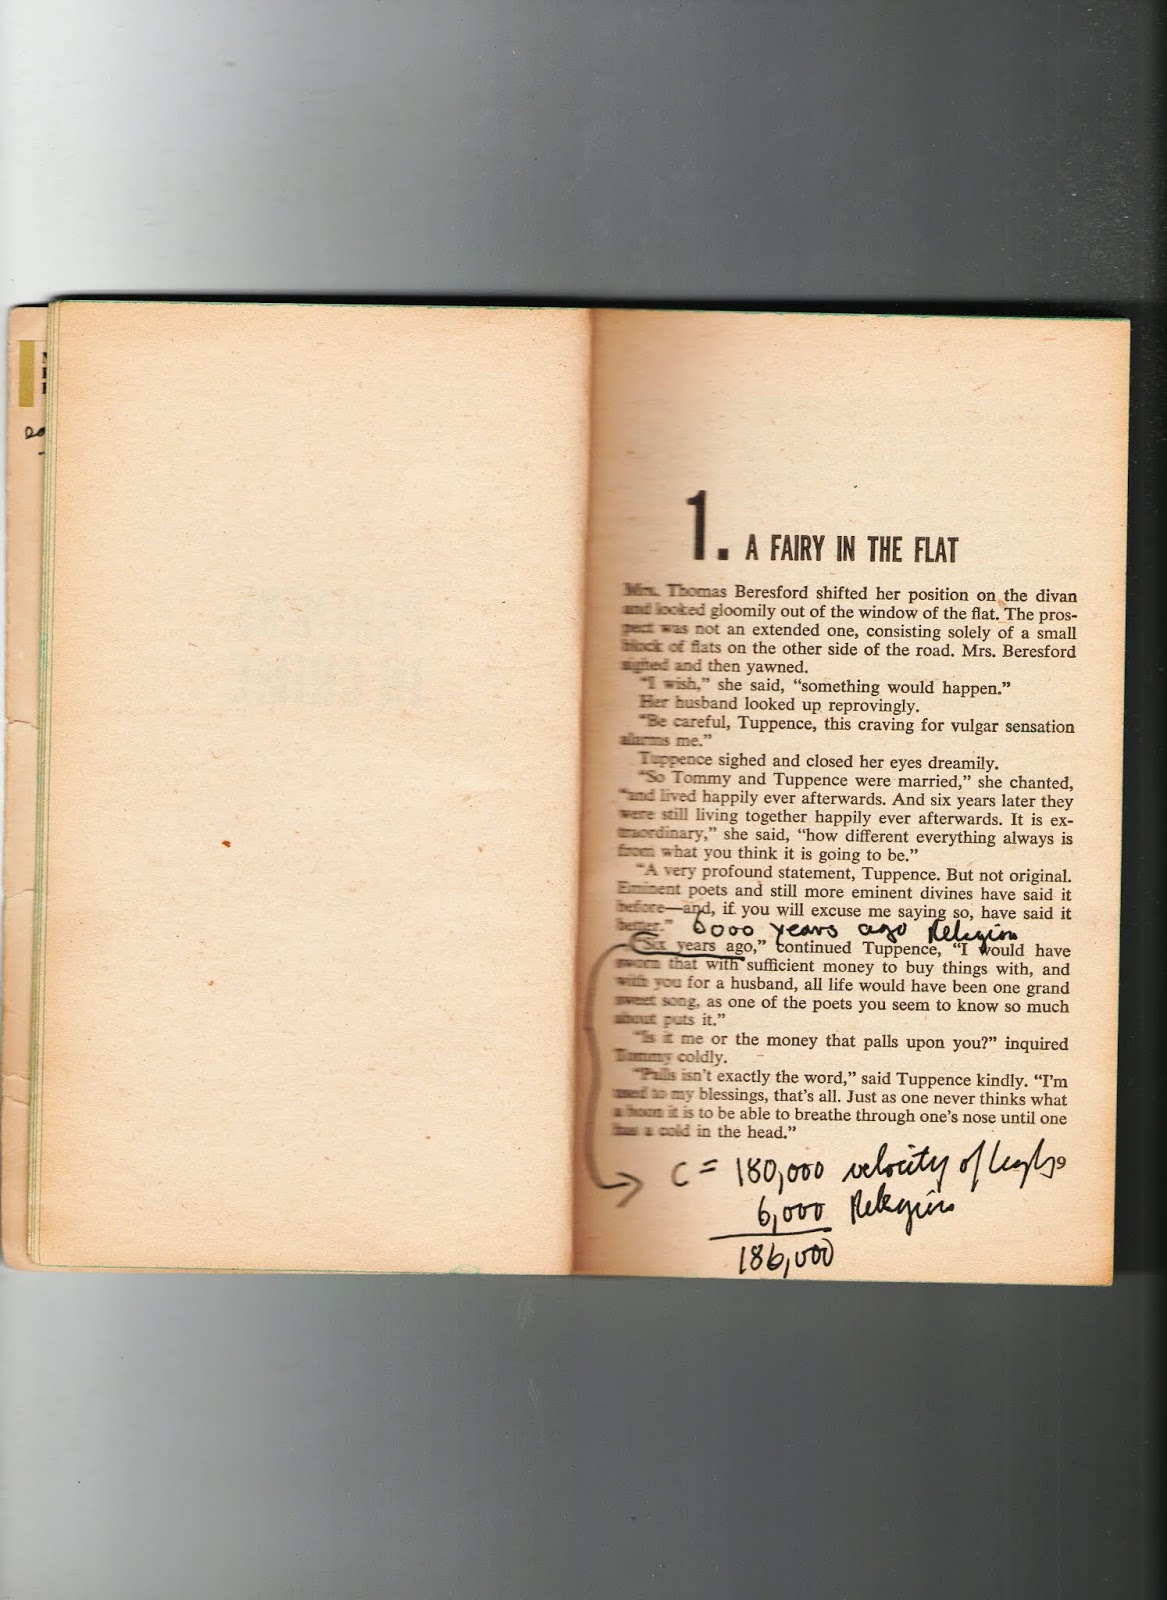 1. A FAIRY IN THE FLAT
Mrs. Thomas Beresford shifted her position on the divan
and looked gloomily out of the window of the flat. The pros-
pect was not an extended one, consisting solely of a small
block of flats on the other side of the road. Mrs. Beresford
sighed and then yawned.
"I wish," she said, "something would happen."
Her husband looked up reprovingly.
"Be careful, Tuppence, this craving for vulgar sensation
alarms me."
Tuppence sighed and closed her eyes dreamily.
"So Tommy and Tuppence were married," she chanted,
"and lived happily ever afterwards. And six years later they
were still living together happily ever afterwards. It is ex-
traordinary," she said, "how different everything always is
from what you think it is going to be."
"A very profound statement, Tuppence. But not original.
Eminent poets and still more eminent divines have said it
before—and, if you will excuse me saying so, have said it
better." 6000 years ago Religion
"Six years ago," continued Tuppence, "I would have
sworn that with sufficient money to buy things with, and
with you for a husband, all life would have been one grand
sweet song, as one of the poets you seem to know so much
about puts it."
"Is it me or the money that palls upon you?" inquired
Tommy coldly.
"Palls isn't exactly the word," said Tuppence kindly. "I'm
used to my blessings, that's all. Just as one never thinks what
a boon it is to be able to breathe through one's nose until one
has a cold in the head."
c = 180,000 velocity of light 9
6,000 Religion
186,000